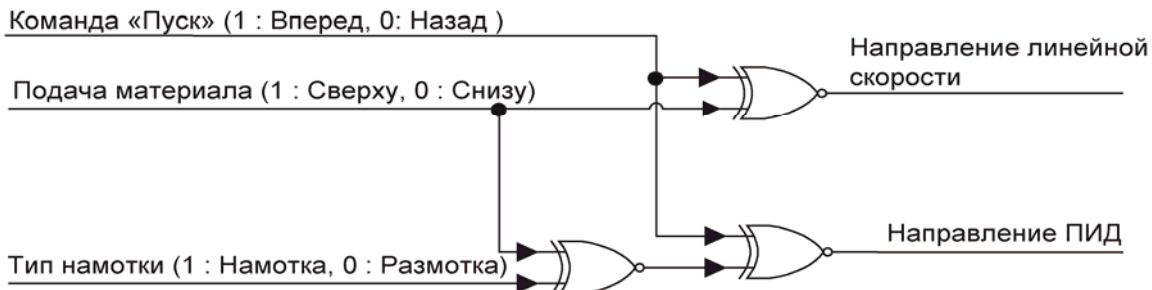 Команда «Пуск» (1 : Вперед, 0: Назад )
Направление линейной
скорости
Подача материала (1 : Сверху, 0 : Снизу)
Направление ПИД
Тип намотки (1 : Намотка, 0 : Размотка)